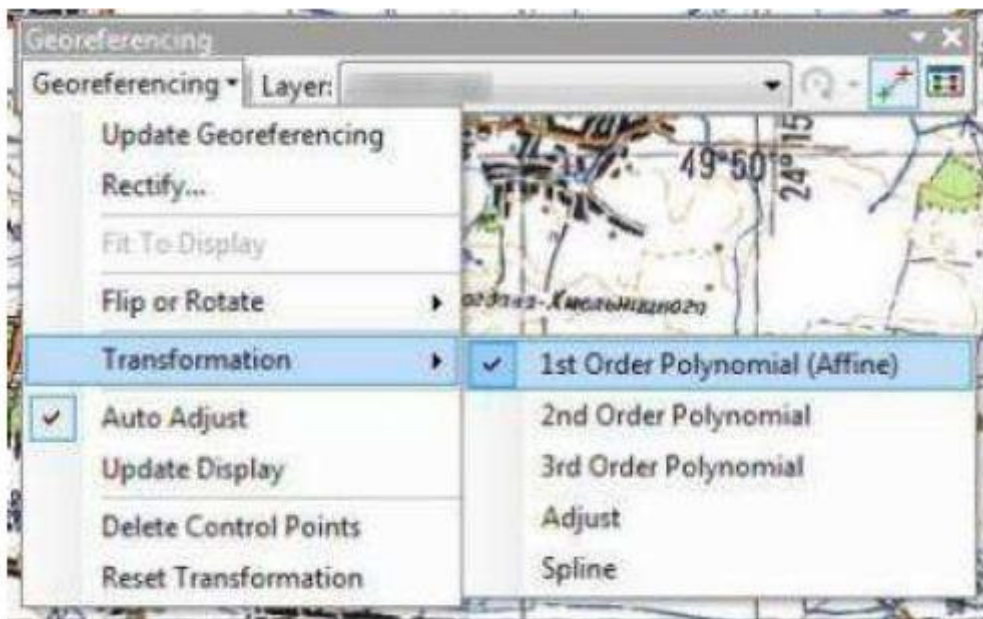 Georeferencing
Georeferencing Layer:
Update Georeferencing
Rectify...
Fit To Display
Flip or Rotate
Transformation
Auto Adjust
Update Display
Delete Control Points
Reset Transformation
49°50'
24°15'
-Хмельницкого
1st Order Polynomial (Affine)
2nd Order Polynomial
3rd Order Polynomial
Adjust
Spline